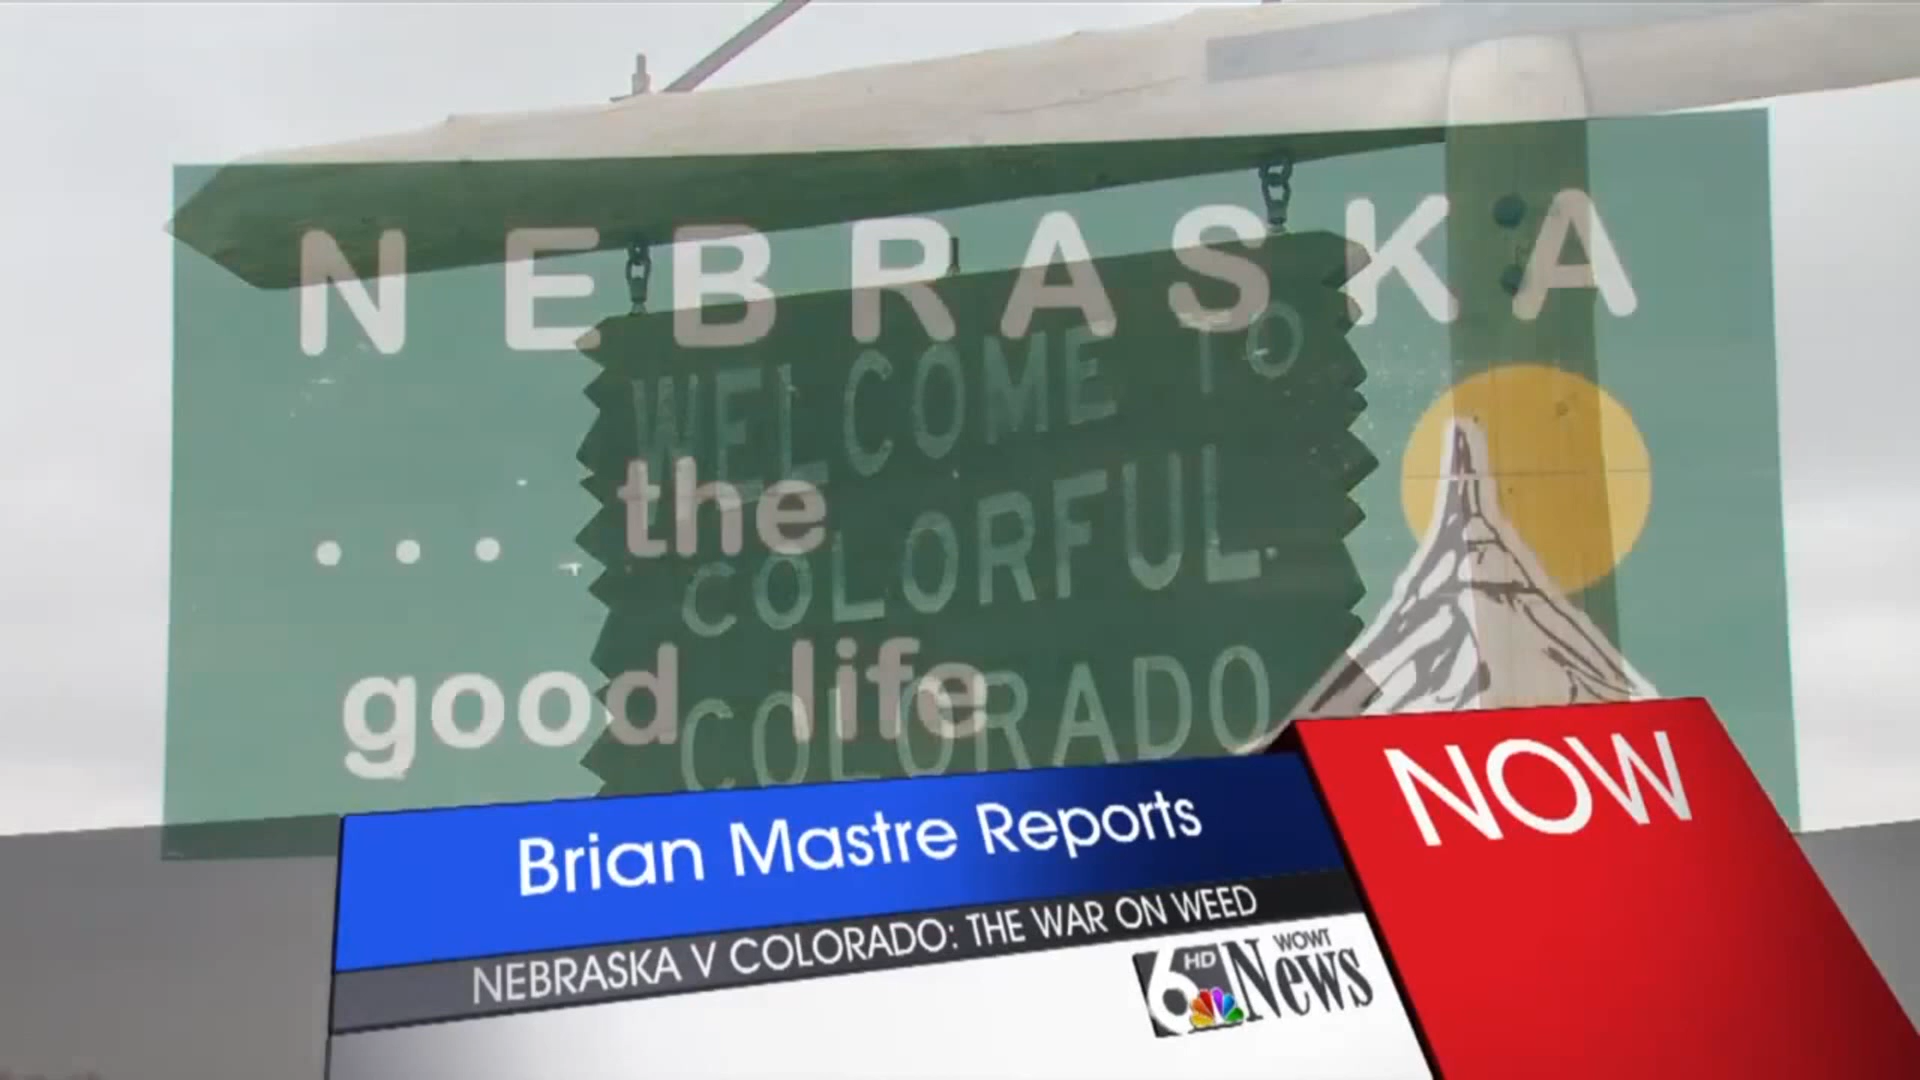 NEBRASKA
WELCOME TO
... the
COLORFUL
good life
COLORADO
NOW
Brian Mastre Reports
NEBRASKA V COLORADO: THE WAR ON WEED
6 HD WOWT News